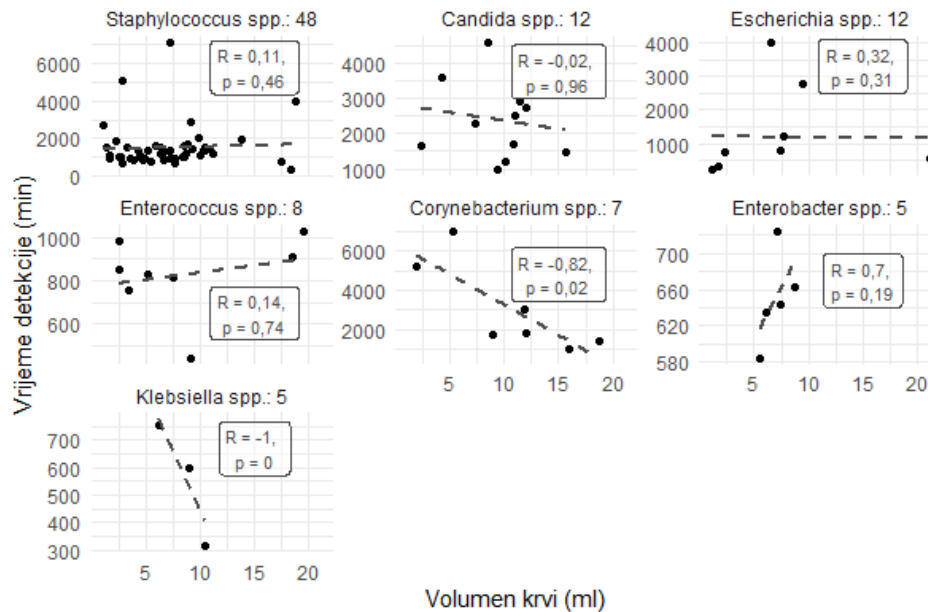 Staphylococcus spp.: 48
Candida spp.: 12
Escherichia spp.: 12
6000
4000
2000
0
R = 0,11,
p = 0,46
4000
3000
2000
1000
R = -0,02,
p = 0,96
4000
3000
2000
1000
R = 0,32,
p = 0,31
Enterococcus spp.: 8
Corynebacterium spp.: 7
Enterobacter spp.: 5
1000
800
600
R = 0,14,
p = 0,74
6000
4000
2000
R = -0,82,
p = 0,02
5 10 15 20
700
660
620
580
R = 0,7,
p = 0,19
5 10 15 20
Klebsiella spp.: 5
700
600
500
400
300
R = -1,
p = 0
5 10 15 20
Vrijeme detekcije (min)
Volumen krvi (ml)